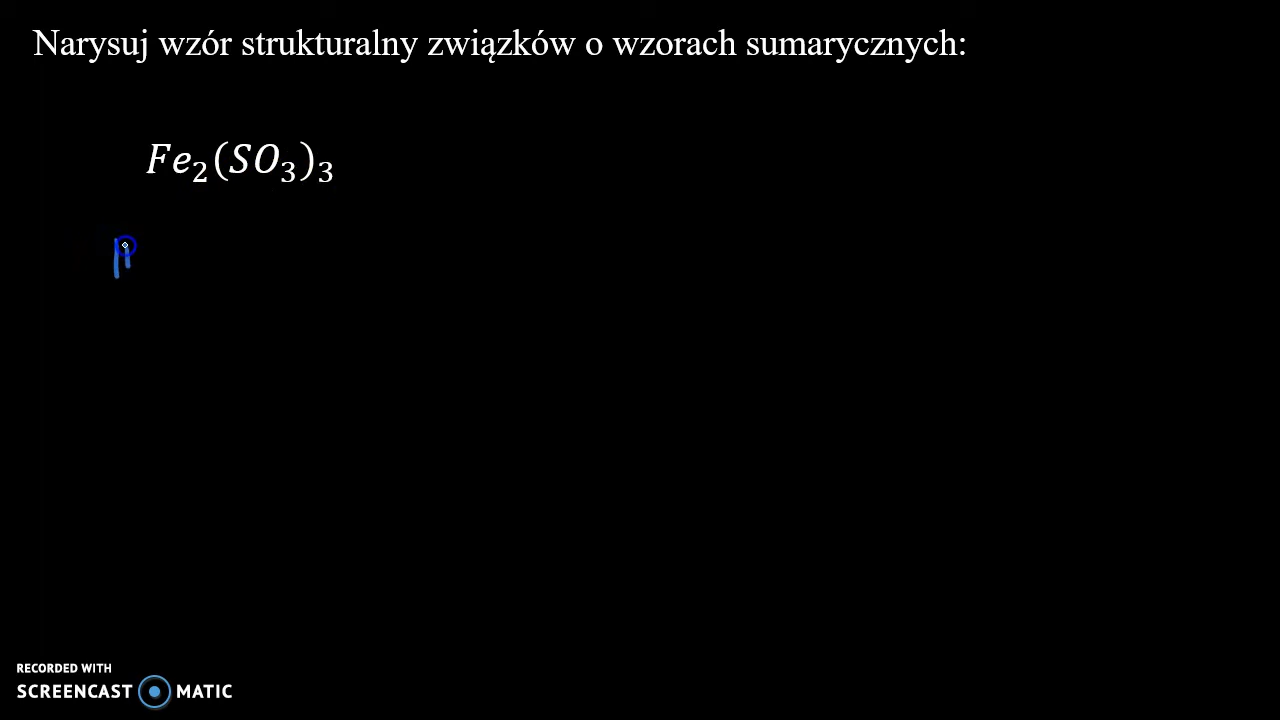 Narysuj wzór strukturalny związków o wzorach sumarycznych:
Fe₂(SO₃)₃
RECORDED WITH
SCREENCAST MATIC